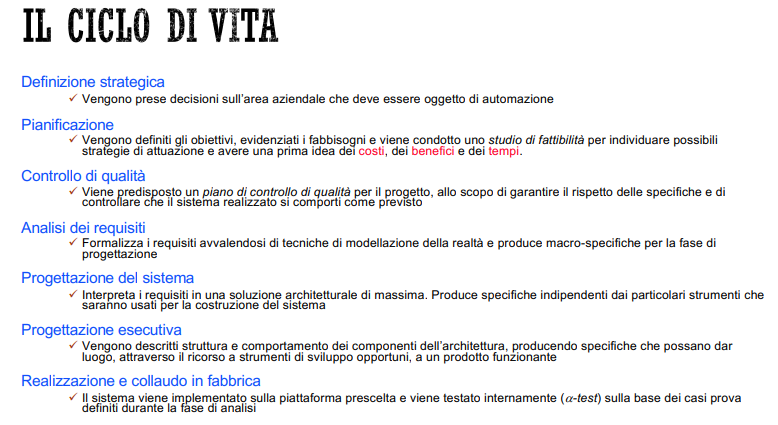 IL CICLO DI VITA
Definizione strategica
✓ Vengono prese decisioni sull'area aziendale che deve essere oggetto di automazione
Pianificazione
✓ Vengono definiti gli obiettivi, evidenziati i fabbisogni e viene condotto uno studio di fattibilità per individuare possibili
strategie di attuazione e avere una prima idea dei costi, dei benefici e dei tempi.
Controllo di qualità
✓ Viene predisposto un piano di controllo di qualità per il progetto, allo scopo di garantire il rispetto delle specifiche e di
controllare che il sistema realizzato si comporti come previsto
Analisi dei requisiti
✓ Formalizza i requisiti avvalendosi di tecniche di modellazione della realtà e produce macro-specifiche per la fase di
progettazione
Progettazione del sistema
✓ Interpreta i requisiti in una soluzione architetturale di massima. Produce specifiche indipendenti dai particolari strumenti che
saranno usati per la costruzione del sistema
Progettazione esecutiva
✓ Vengono descritti struttura e comportamento dei componenti dell'architettura, producendo specifiche che possano dar
luogo, attraverso il ricorso a strumenti di sviluppo opportuni, a un prodotto funzionante
Realizzazione e collaudo in fabbrica
✓ Il sistema viene implementato sulla piattaforma prescelta e viene testato internamente (α-test) sulla base dei casi prova
definiti durante la fase di analisi